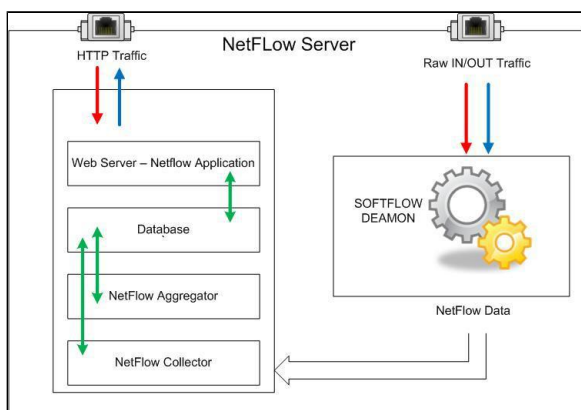 NetFLow Server
HTTP Traffic
Raw IN/OUT Traffic
Web Server – Netflow Application
Database
NetFlow Aggregator
NetFlow Collector
SOFTFLOW
DEAMON
NetFlow Data